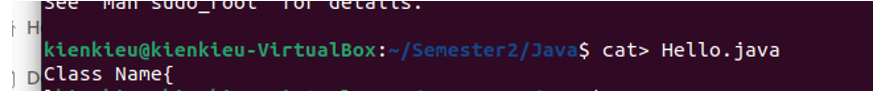 See "man sudo_root" for details.
H
kienkieu@kienkieu-VirtualBox:~/Semester2/Java$ cat> Hello.java
D
Class Name{